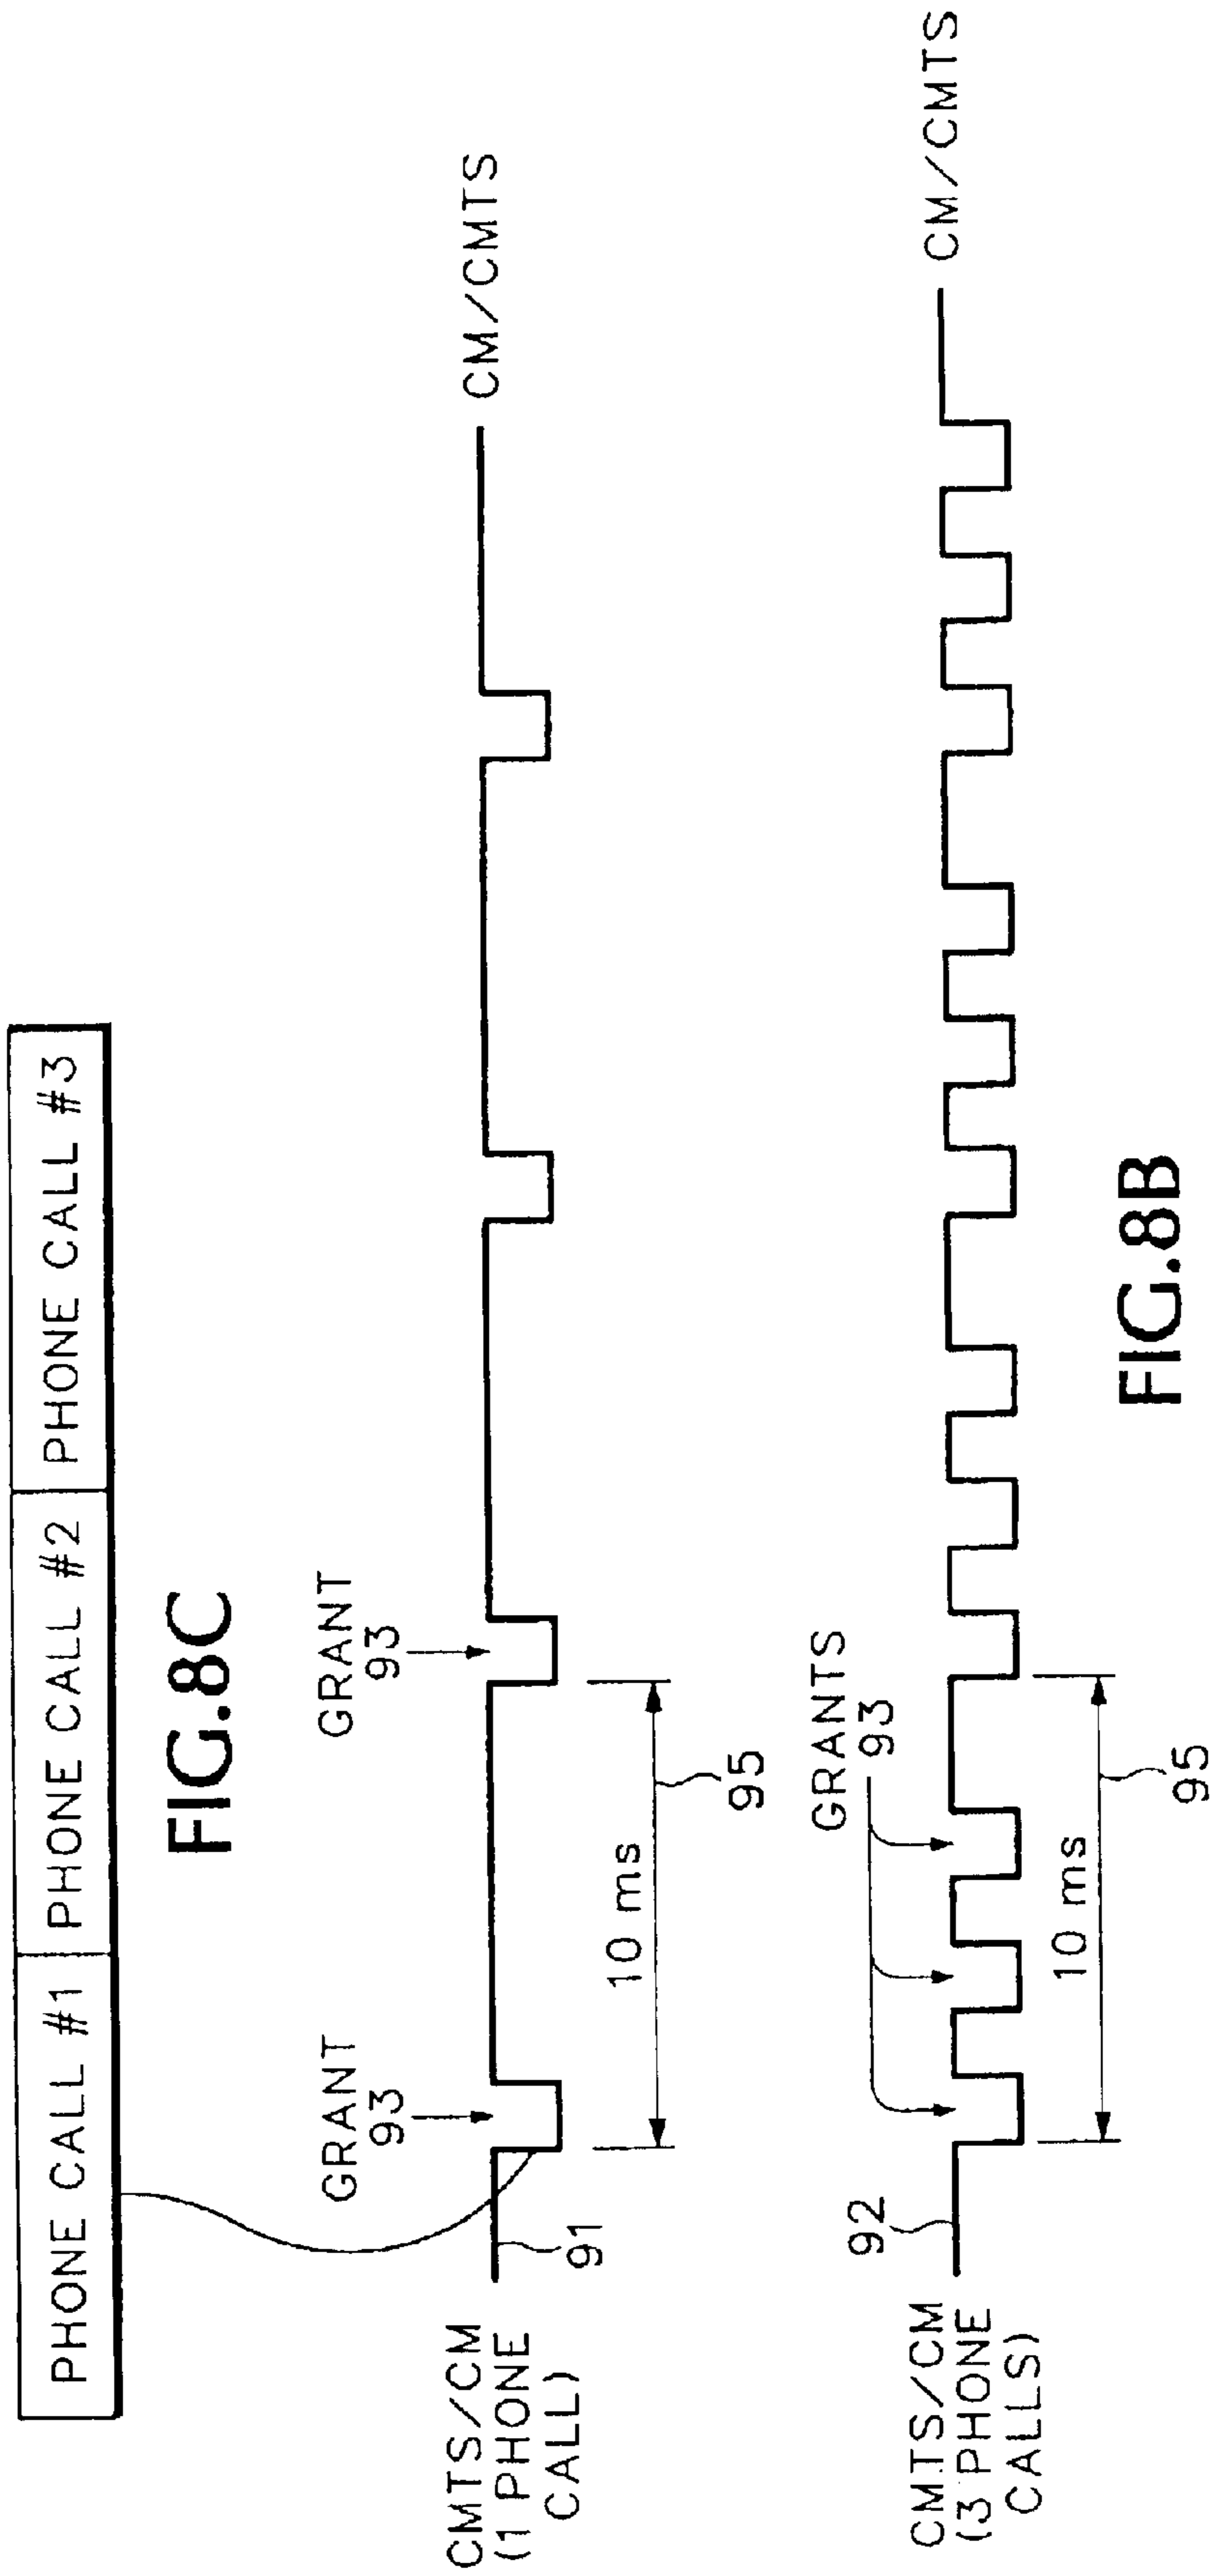 PHONE CALL #1 PHONE CALL #2 PHONE CALL #3
FIG.8C
GRANT
93
GRANT
93
CMTS/CM
(1 PHONE
CALL)
91
CM/CMTS
10 ms
95
GRANTS
93
92
CMTS/CM
(3 PHONE
CALLS)
CM/CMTS
10 ms
95
FIG.8B